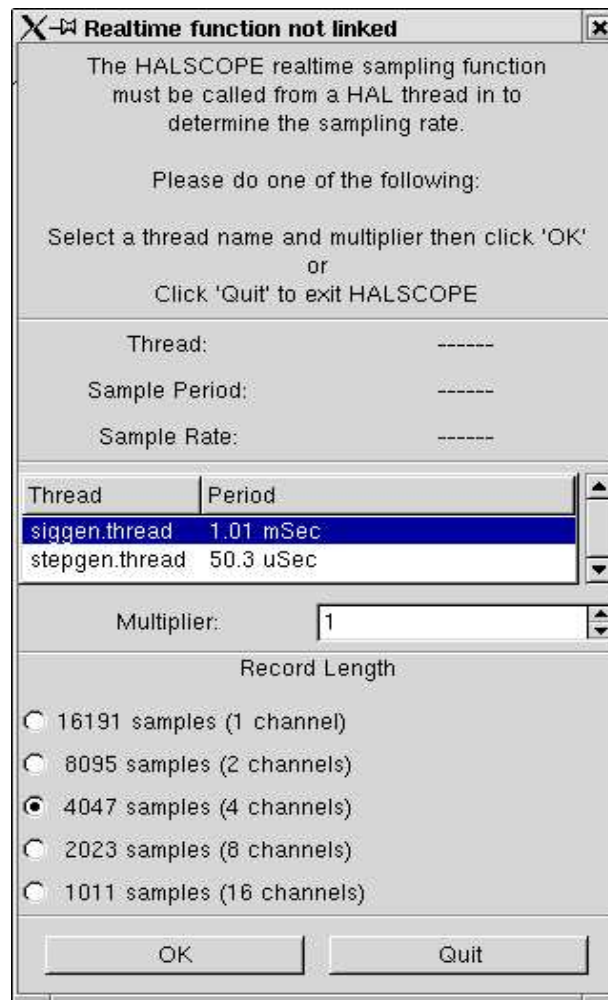 Realtime function not linked
The HALSCOPE realtime sampling function
must be called from a HAL thread in to
determine the sampling rate.
Please do one of the following:
Select a thread name and multiplier then click 'OK'
or
Click 'Quit' to exit HALSCOPE
Thread: ------
Sample Period: ------
Sample Rate: ------
Thread Period
siggen.thread 1.01 mSec
stepgen.thread 50.3 uSec
Multiplier: 1
Record Length
16191 samples (1 channel)
8095 samples (2 channels)
4047 samples (4 channels)
2023 samples (8 channels)
1011 samples (16 channels)
OK Quit